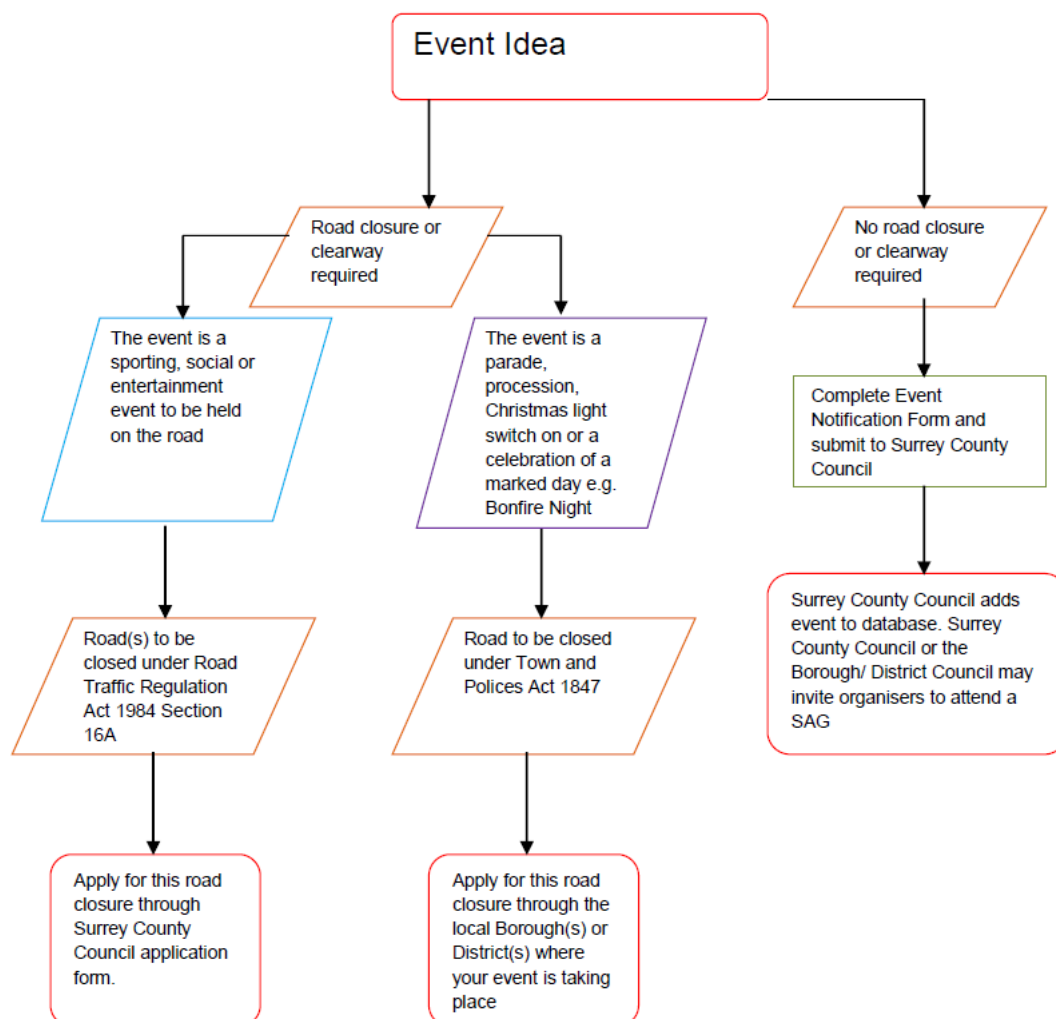 Event Idea
Road closure or
clearway
required
No road closure
or clearway
required
The event is a
sporting, social or
entertainment
event to be held
on the road
The event is a
parade,
procession,
Christmas light
switch on or a
celebration of a
marked day e.g.
Bonfire Night
Complete Event
Notification Form and
submit to Surrey County
Council
Road(s) to be
closed under Road
Traffic Regulation
Act 1984 Section
16A
Road to be closed
under Town and
Polices Act 1847
Surrey County Council adds
event to database. Surrey
County Council or the
Borough/ District Council may
invite organisers to attend a
SAG
Apply for this road
closure through
Surrey County
Council application
form.
Apply for this road
closure through the
local Borough(s) or
District(s) where
your event is taking
place